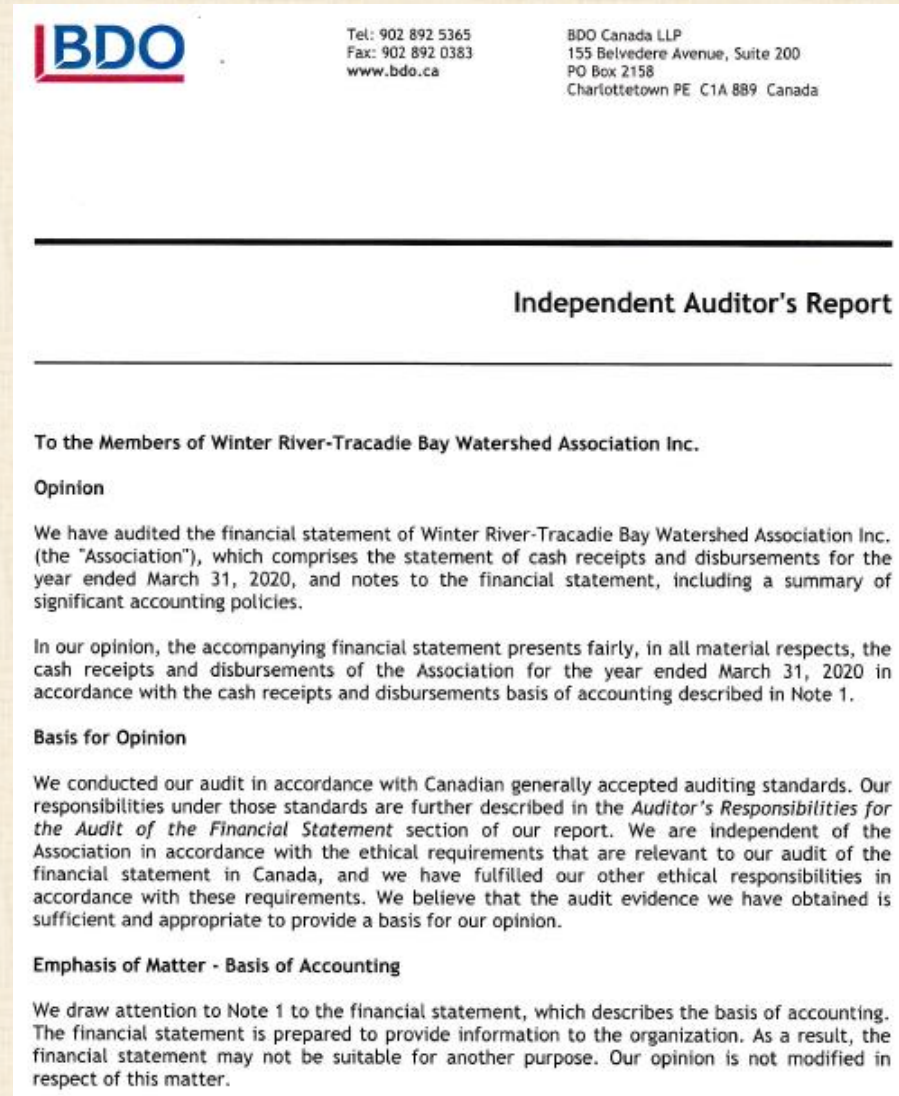 BDO
Tel: 902 892 5365
Fax: 902 892 0383
www.bdo.ca
BDO Canada LLP
155 Belvedere Avenue, Suite 200
PO Box 2158
Charlottetown PE C1A 8B9 Canada
Independent Auditor's Report
To the Members of Winter River-Tracadie Bay Watershed Association Inc.
Opinion
We have audited the financial statement of Winter River-Tracadie Bay Watershed Association Inc.
(the "Association"), which comprises the statement of cash receipts and disbursements for the
year ended March 31, 2020, and notes to the financial statement, including a summary of
significant accounting policies.
In our opinion, the accompanying financial statement presents fairly, in all material respects, the
cash receipts and disbursements of the Association for the year ended March 31, 2020 in
accordance with the cash receipts and disbursements basis of accounting described in Note 1.
Basis for Opinion
We conducted our audit in accordance with Canadian generally accepted auditing standards. Our
responsibilities under those standards are further described in the Auditor's Responsibilities for
the Audit of the Financial Statement section of our report. We are independent of the
Association in accordance with the ethical requirements that are relevant to our audit of the
financial statement in Canada, and we have fulfilled our other ethical responsibilities in
accordance with these requirements. We believe that the audit evidence we have obtained is
sufficient and appropriate to provide a basis for our opinion.
Emphasis of Matter - Basis of Accounting
We draw attention to Note 1 to the financial statement, which describes the basis of accounting.
The financial statement is prepared to provide information to the organization. As a result, the
financial statement may not be suitable for another purpose. Our opinion is not modified in
respect of this matter.